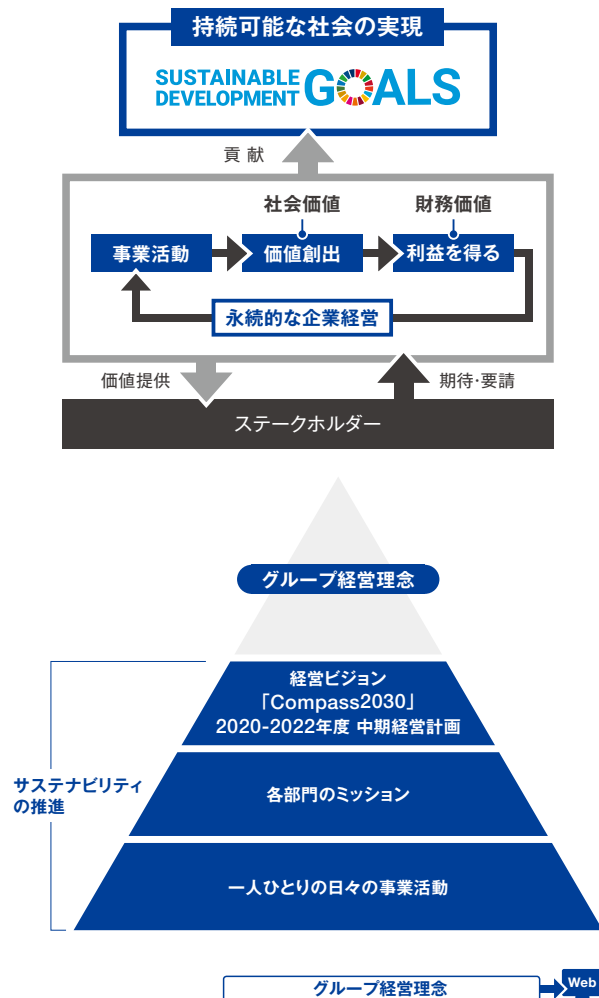 持続可能な社会の実現
SUSTAINABLE
DEVELOPMENT
GOALS
貢献
社会価値
財務価値
事業活動
価値創出
利益を得る
永続的な企業経営
価値提供
期待・要請
ステークホルダー
グループ経営理念
経営ビジョン
「Compass2030」
2020-2022年度 中期経営計画
サステナビリティ
の推進
各部門のミッション
一人ひとりの日々の事業活動
グループ経営理念
Web